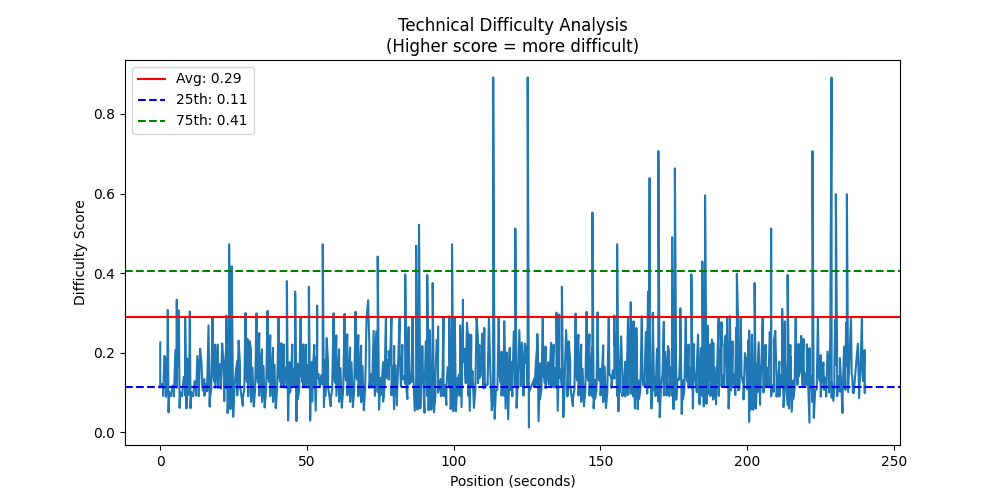 Technical Difficulty Analysis
(Higher score = more difficult)
Avg: 0.29
25th: 0.11
75th: 0.41
Difficulty Score
0.8
0.6
0.4
0.2
0.0
0 50 100 150 200 250
Position (seconds)